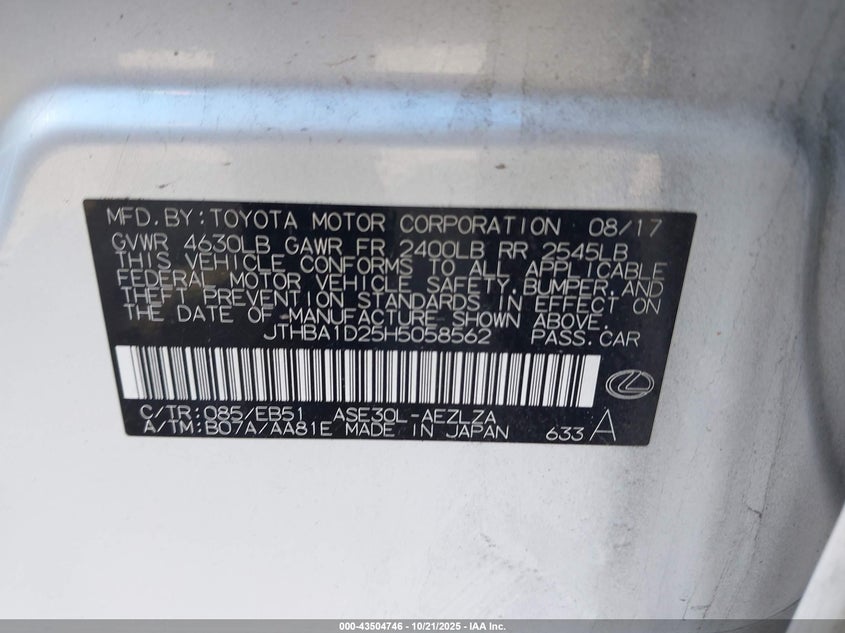 MFD.BY:TOYOTA MOTOR CORPORATION 08/17
GVWR 4630LB GAWR FR 2400LB RR 2545LB
THIS VEHICLE CONFORMS TO ALL APPLICABLE
FEDERAL MOTOR VEHICLE SAFETY,BUMPER,AND
THEFT PREVENTION STANDARDS IN EFFECT ON
THE DATE OF MANUFACTURE SHOWN ABOVE.
JTHBA1D25H5058562 PASS.CAR
C/TR:085/EB51 ASE30L-AEZLZA
A/TM:B07A/AA81E MADE IN JAPAN 633 A
000-43504746 - 10/21/2025 - IAA Inc.